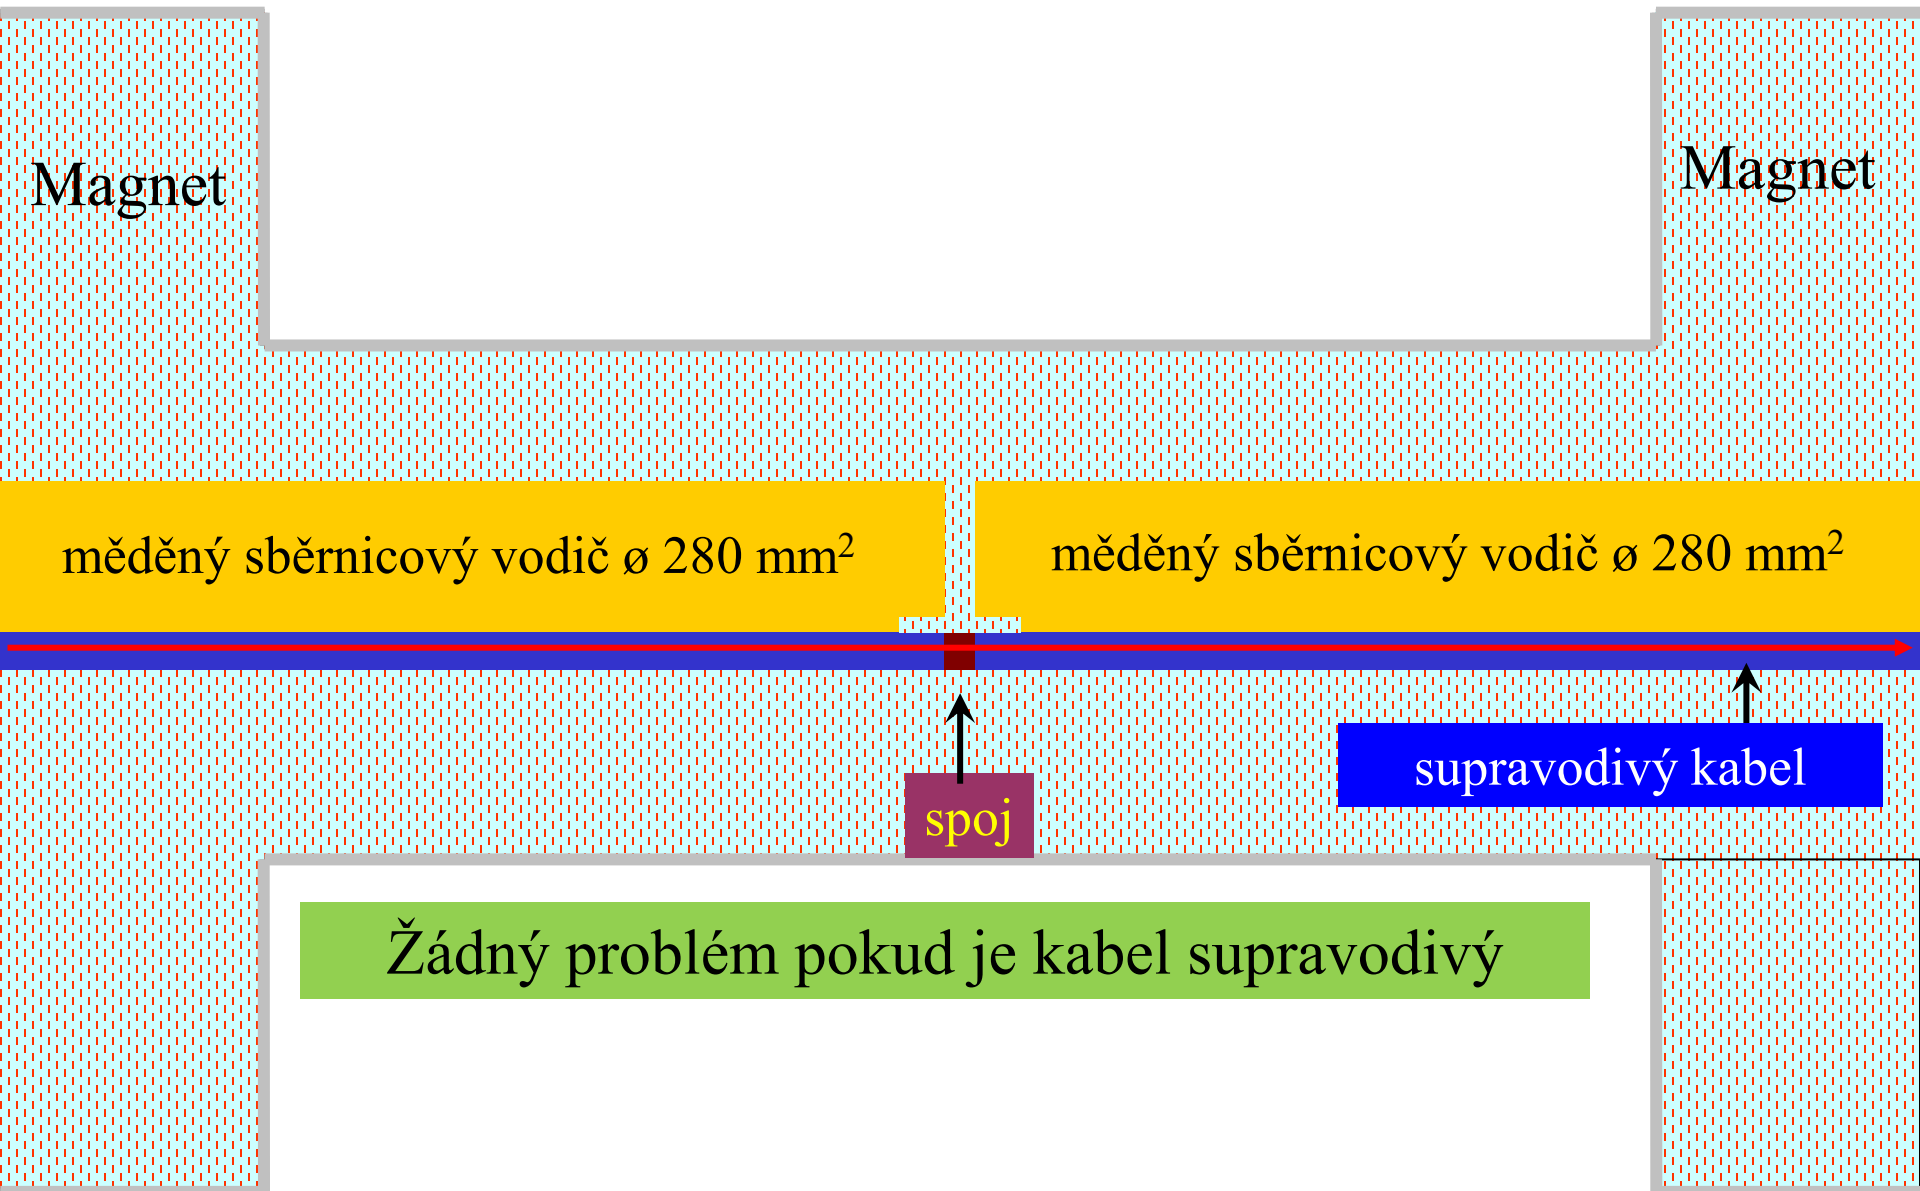 Magnet
Magnet
měděný sběrnicový vodič ø 280 mm²
měděný sběrnicový vodič ø 280 mm²
supravodivý kabel
spoj
Žádný problém pokud je kabel supravodivý